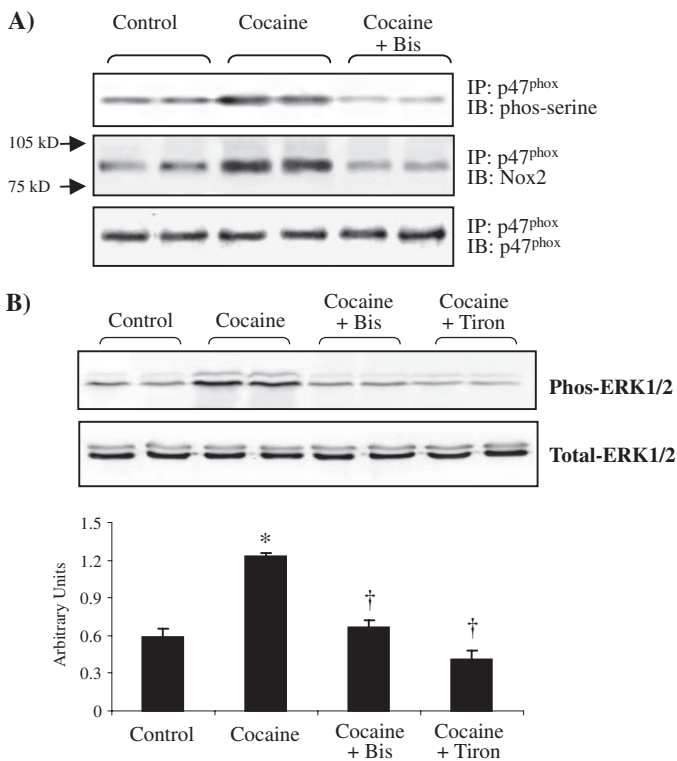 A)
Control Cocaine Cocaine + Bis
IP: p47phox
IB: phos-serine
105 kD
75 kD
IP: p47phox
IB: Nox2
IP: p47phox
IB: p47phox
B)
Control Cocaine Cocaine + Bis Cocaine + Tiron
Phos-ERK1/2
Total-ERK1/2
Arbitrary Units
1.5
1.2
0.9
0.6
0.3
0
*
†
†
Control Cocaine Cocaine + Bis Cocaine + Tiron